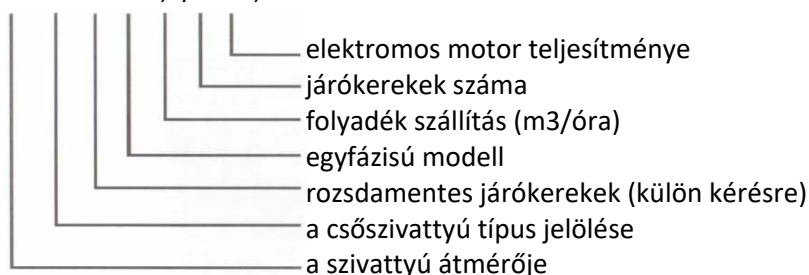 elektromos motor teljesítménye
járókerekek száma
folyadék szállítás (m3/óra)
egyfázisú modell
rozsdamentes járókerekek (külön kérésre)
a csőszivattyú típus jelölése
a szivattyú átmérője